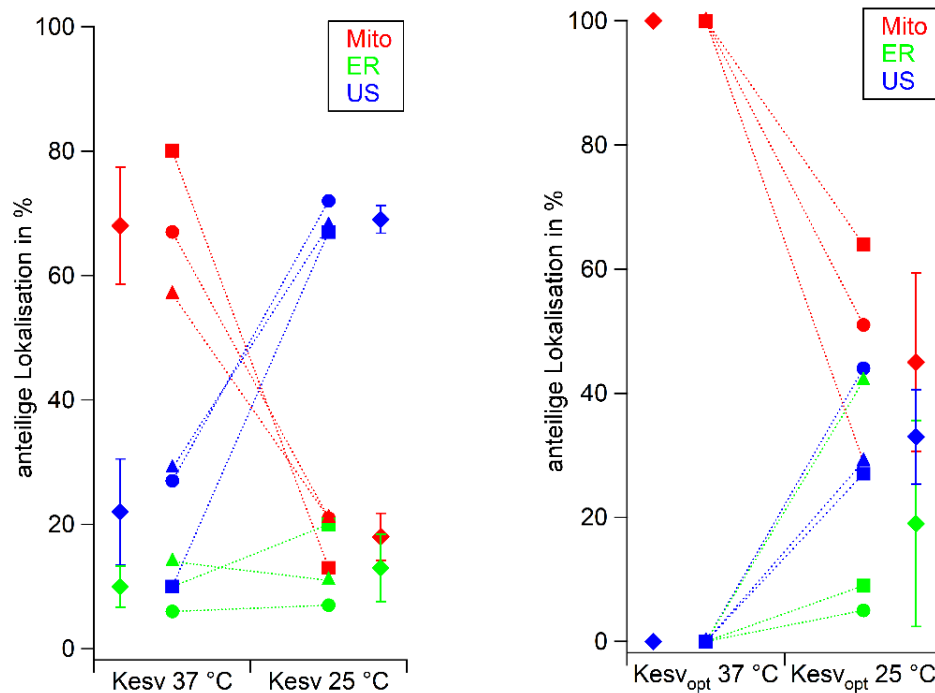 100
80
60
40
20
0
anteilige Lokalisation in %
Mito
ER
US
Kesv 37 °C
Kesv 25 °C
100
80
60
40
20
0
anteilige Lokalisation in %
Mito
ER
US
Kesvopt 37 °C
Kesvopt 25 °C